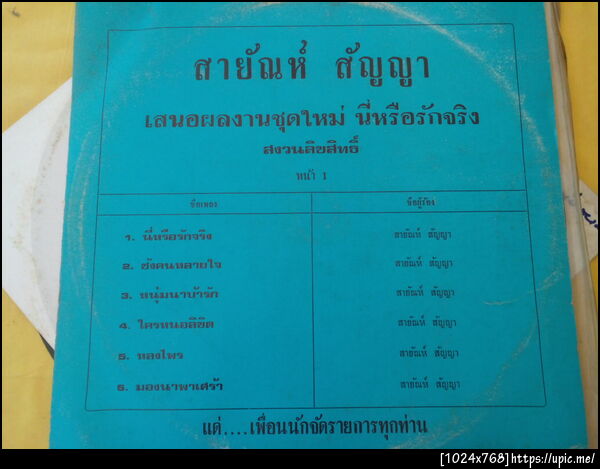 สายัณห์ สัญญา
เสนอผลงานชุดใหม่ นี่หรือรักจริง
สงวนลิขสิทธิ์
หน้า 1
ชื่อเพลง ชื่อผู้ร้อง
1. นี่หรือรักจริง สายัณห์ สัญญา
2. ชังคนหลายใจ สายัณห์ สัญญา
3. หนุ่มนาบ้ารัก สายัณห์ สัญญา
4. ใครหนอลิขิต สายัณห์ สัญญา
5. หลงไพร สายัณห์ สัญญา
6. มองนาพาเศร้า สายัณห์ สัญญา
แด่....เพื่อนนักจัดรายการทุกท่าน
[1024x768]https://upic.me/